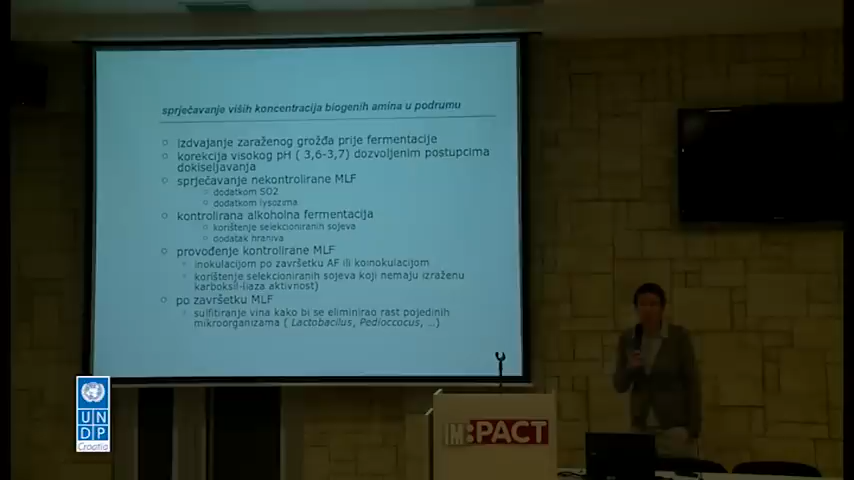 sprječavanje viših koncentracija biogenih amina u podrumu
izdvajanje zaraženog grožđa prije fermentacije
korekcija visokog pH ( 3,6-3,7) dozvoljenim postupcima
dokiseljavanja
sprječavanje nekontrolirane MLF
dodatkom SO2
dodatkom lysozima
kontrolirana alkoholna fermentacija
korištenje selekcioniranih sojeva
dodatak hraniva
provođenje kontrolirane MLF
inokulacijom po završetku AF ili koinokulacijom
korištenje selekcioniranih sojeva koji nemaju izraženu
karboksil-liaza aktivnost)
po završetku MLF
sulfitiranje vina kako bi se eliminirao rast pojedinih
mikroorganizama ( Lactobacilus, Pedioccocus, ...)
UN
DP
Croatia
IM:PACT